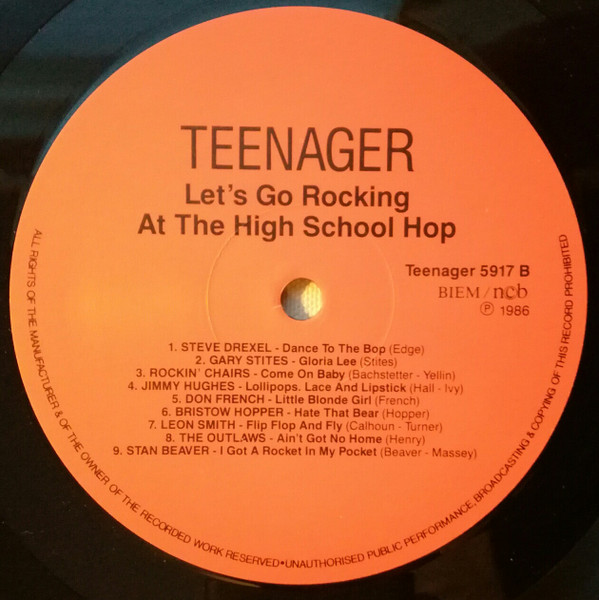 TEENAGER
Let's Go Rocking
At The High School Hop
Teenager 5917 B
BIEM / ncb
℗ 1986
1. STEVE DREXEL - Dance To The Bop (Edge)
2. GARY STITES - Gloria Lee (Stites)
3. ROCKIN' CHAIRS - Come On Baby (Bachstetter - Yellin)
4. JIMMY HUGHES - Lollipops. Lace And Lipstick (Hall - Ivy)
5. DON FRENCH - Little Blonde Girl (French)
6. BRISTOW HOPPER - Hate That Bear (Hopper)
7. LEON SMITH - Flip Flop And Fly (Calhoun - Turner)
8. THE OUTLAWS - Ain't Got No Home (Henry)
9. STAN BEAVER - I Got A Rocket In My Pocket (Beaver - Massey)
ALL RIGHTS OF THE MANUFACTURER & OF THE OWNER OF THE RECORDED WORK RESERVED•UNAUTHORISED PUBLIC PERFORMANCE, BROADCASTING & COPYING OF THIS RECORD PROHIBITED